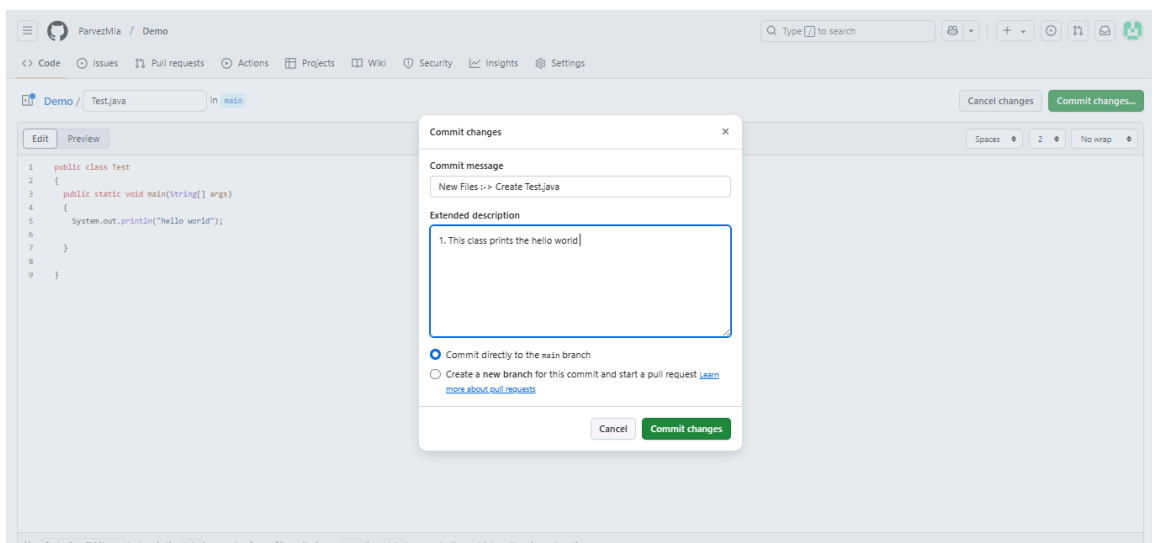 ParvezMia / Demo
Type / to search
<> Code Issues Pull requests Actions Projects Wiki Security Insights Settings
Demo / Test.java in main
Cancel changes Commit changes...
Edit Preview
Spaces 2 No wrap
1 public class Test
2 {
3 public static void main(String[] args)
4 {
5 System.out.println("hello world");
6
7 }
8
9 }
Commit changes
Commit message
New Files :-> Create Test.java
Extended description
1. This class prints the hello world
Commit directly to the main branch
Create a new branch for this commit and start a pull request Learn
more about pull requests
Cancel Commit changes